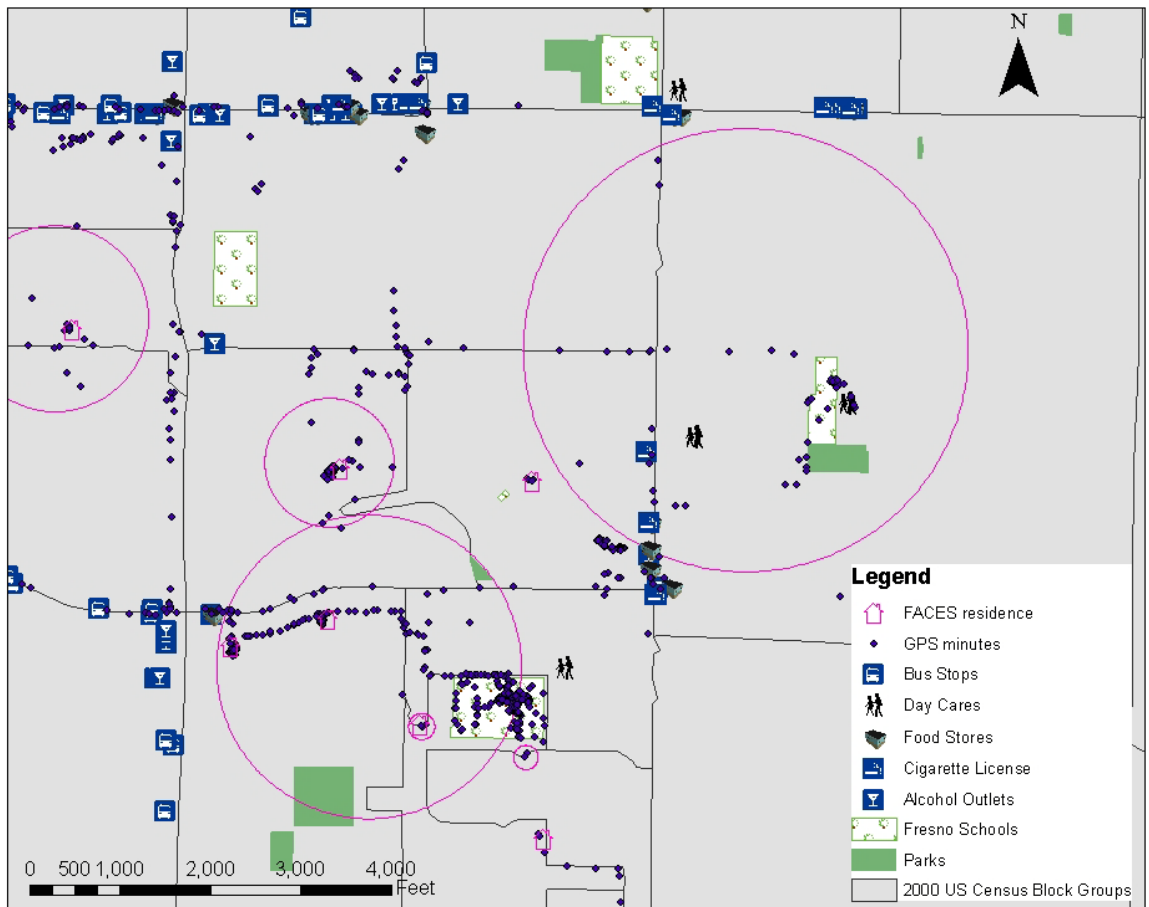 N
Legend
FACES residence
GPS minutes
Bus Stops
Day Cares
Food Stores
Cigarette License
Alcohol Outlets
Fresno Schools
Parks
2000 US Census Block Groups
0 500 1,000 2,000 3,000 4,000
Feet